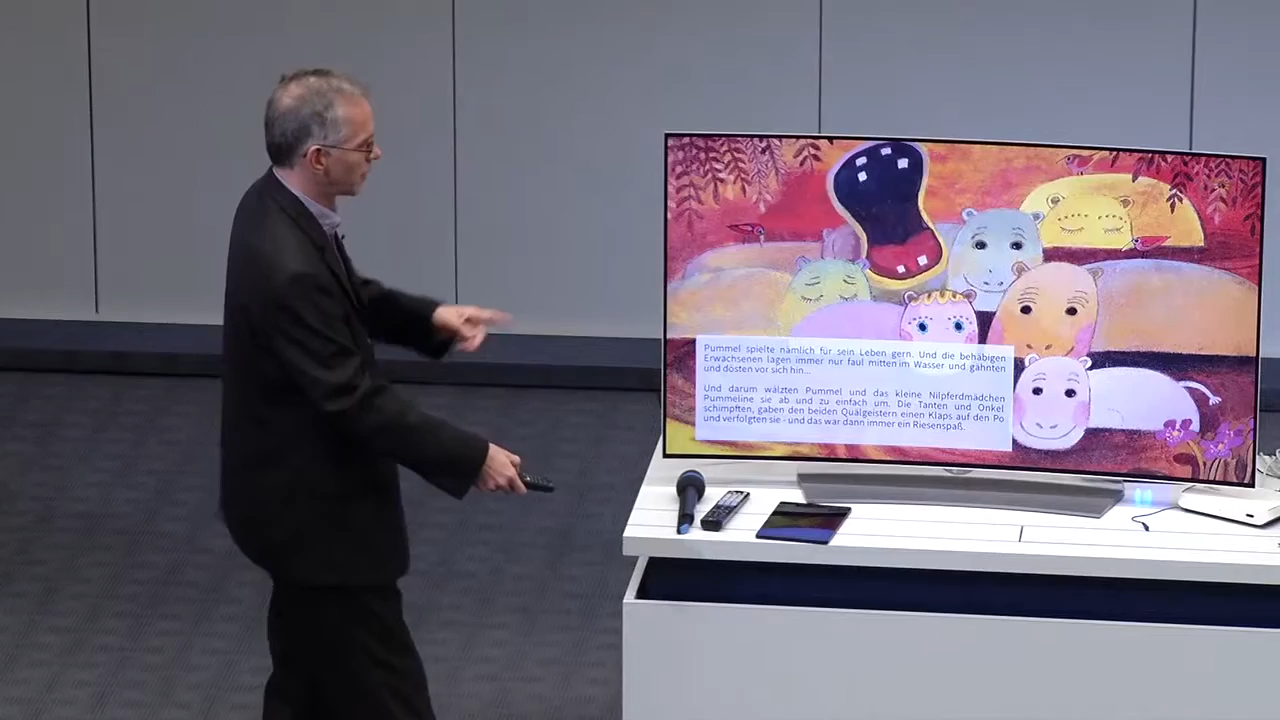 Pummel spielte nämlich für sein Leben gern. Und die behäbigen
Erwachsenen lagen immer nur faul mitten im Wasser und gähnten
und dösten vor sich hin...
Und darum wälzten Pummel und das kleine Nilpferdmädchen
Pummeline sie ab und zu einfach um. Die Tanten und Onkel
schimpften, gaben den beiden Quälgeistern einen Klaps auf den Po
und verfolgten sie - und das war dann immer ein Riesenspaß.